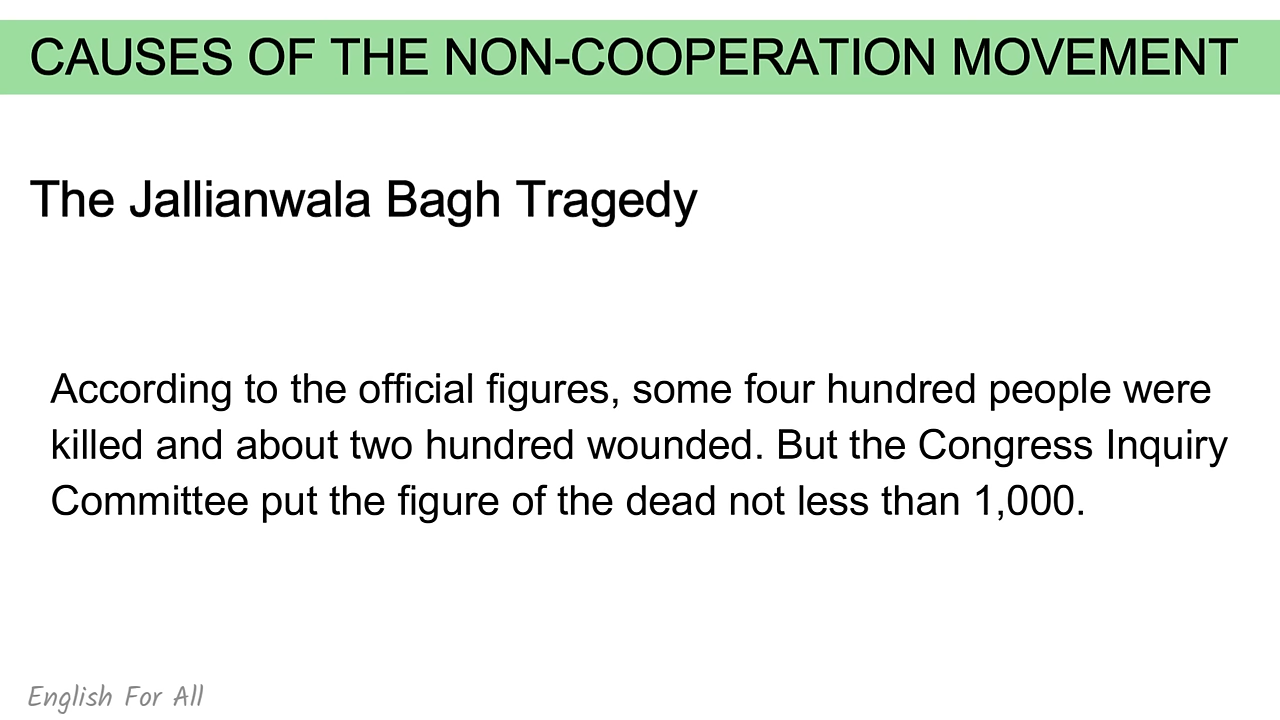 CAUSES OF THE NON-COOPERATION MOVEMENT
The Jallianwala Bagh Tragedy
According to the official figures, some four hundred people were
killed and about two hundred wounded. But the Congress Inquiry
Committee put the figure of the dead not less than 1,000.
English For All